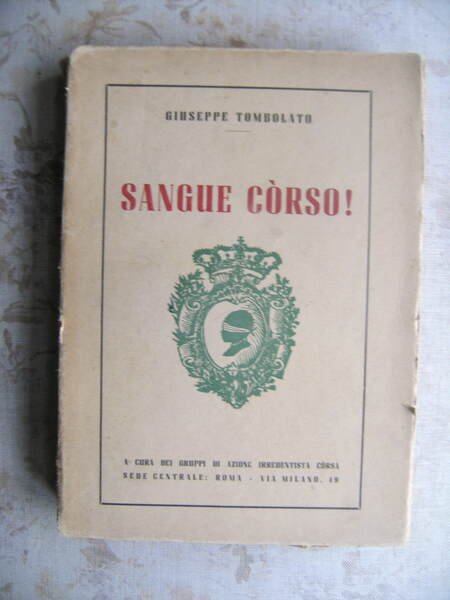 GIUSEPPE TOMBOLATO
SANGUE CÒRSO!
A CURA DEI GRUPPI DI AZIONE IRREDENTISTA CÒRSA
SEDE CENTRALE: ROMA - VIA MILANO, 49